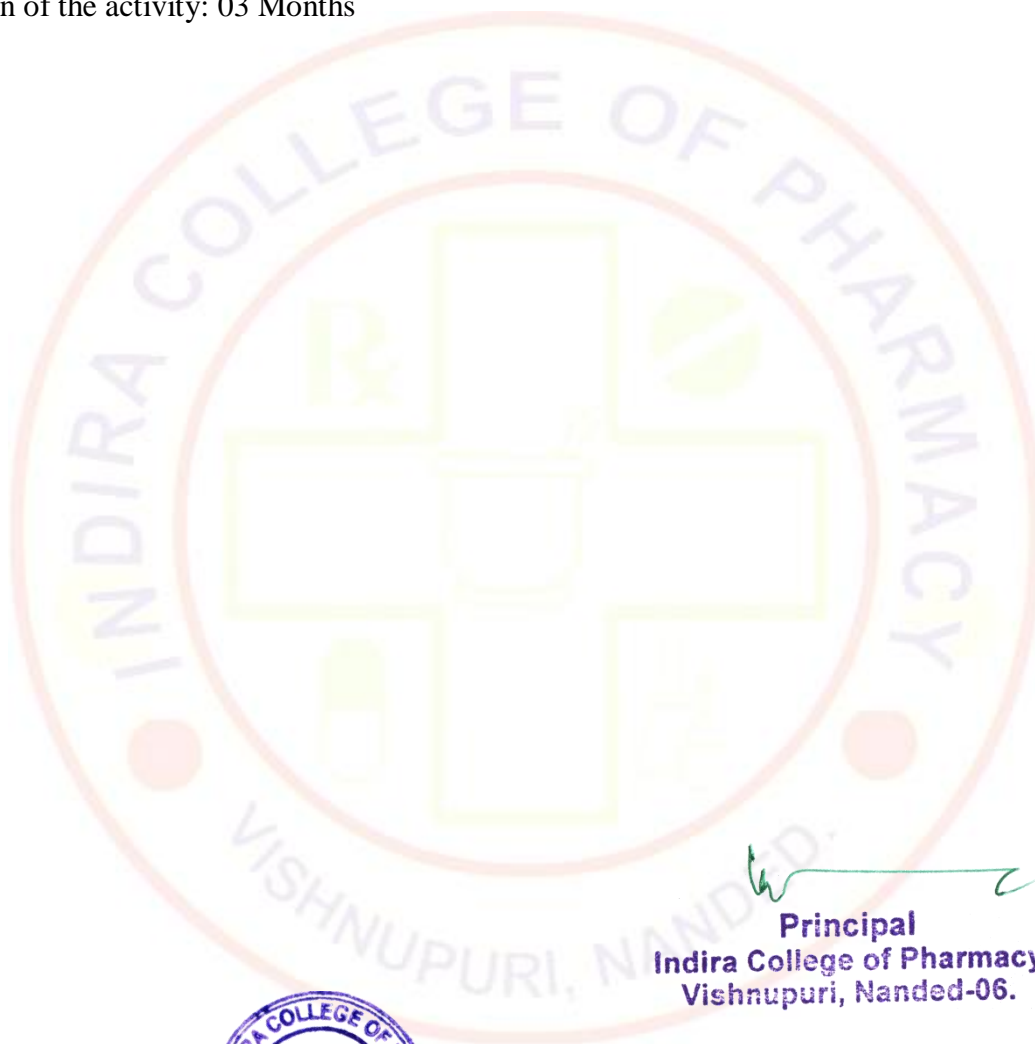 n of the activity: 03 Months
INDIRA COLLEGE OF PHARMACY
VISHNUPURI, NANDED.
Rx
Principal
Indira College of Pharmacy
Vishnupuri, Nanded-06.
COLLEGE OF